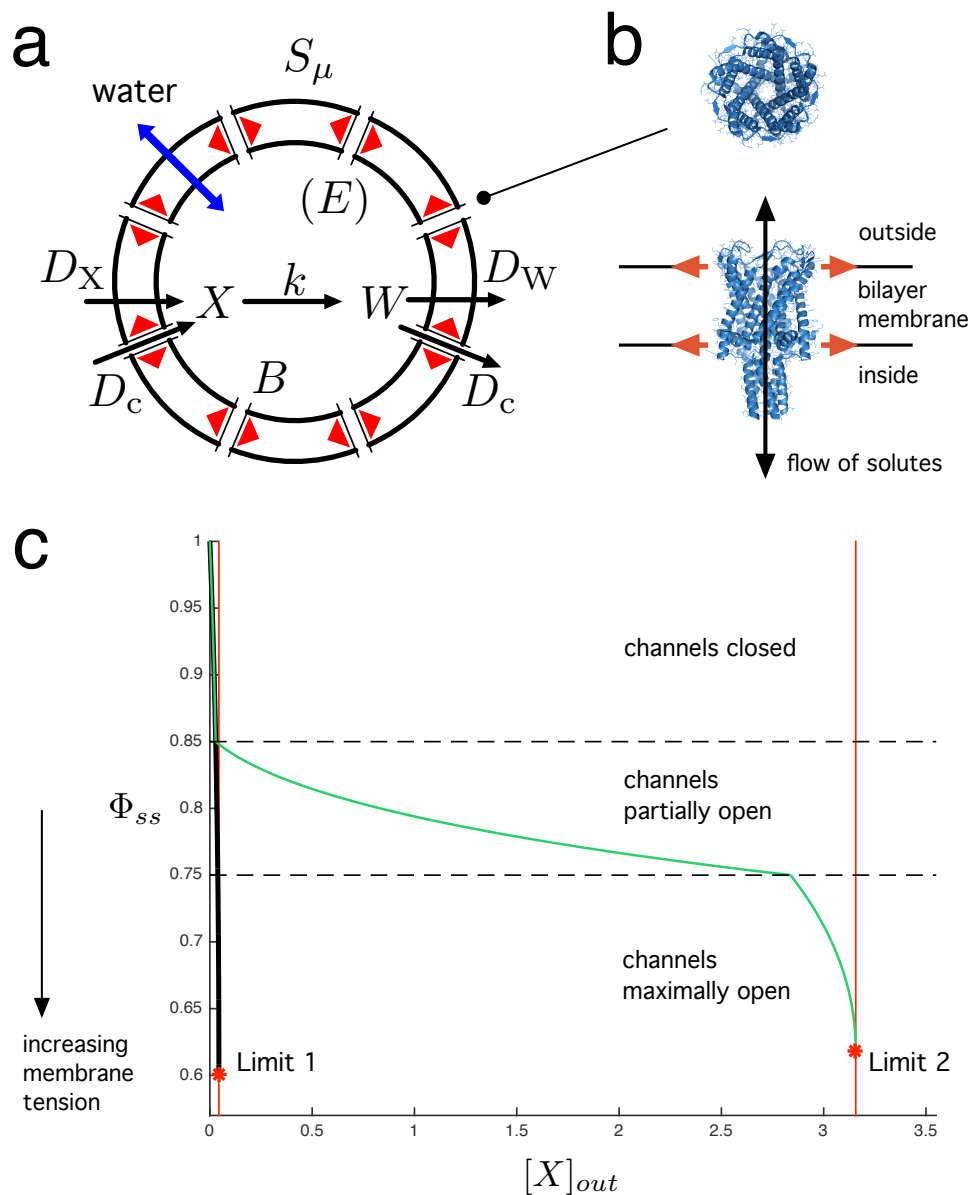 a
S_μ
water
(E)
D_X
X
k
W
D_W
D_c
B
D_c
b
outside
bilayer
membrane
inside
flow of solutes
c
1
0.95
channels closed
0.9
0.85
Φ_ss
0.8
channels
partially open
0.75
0.7
channels
maximally open
0.65
increasing
membrane
tension
Limit 1
Limit 2
0.6
0
0.5
1
1.5
2
2.5
3
3.5
[X]_out